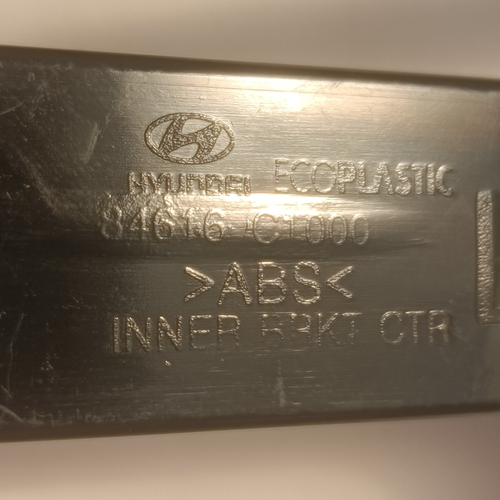 HYUNDAI ECOPLASTIC
84616-C1000
>ABS<
INNER BRKT CTR